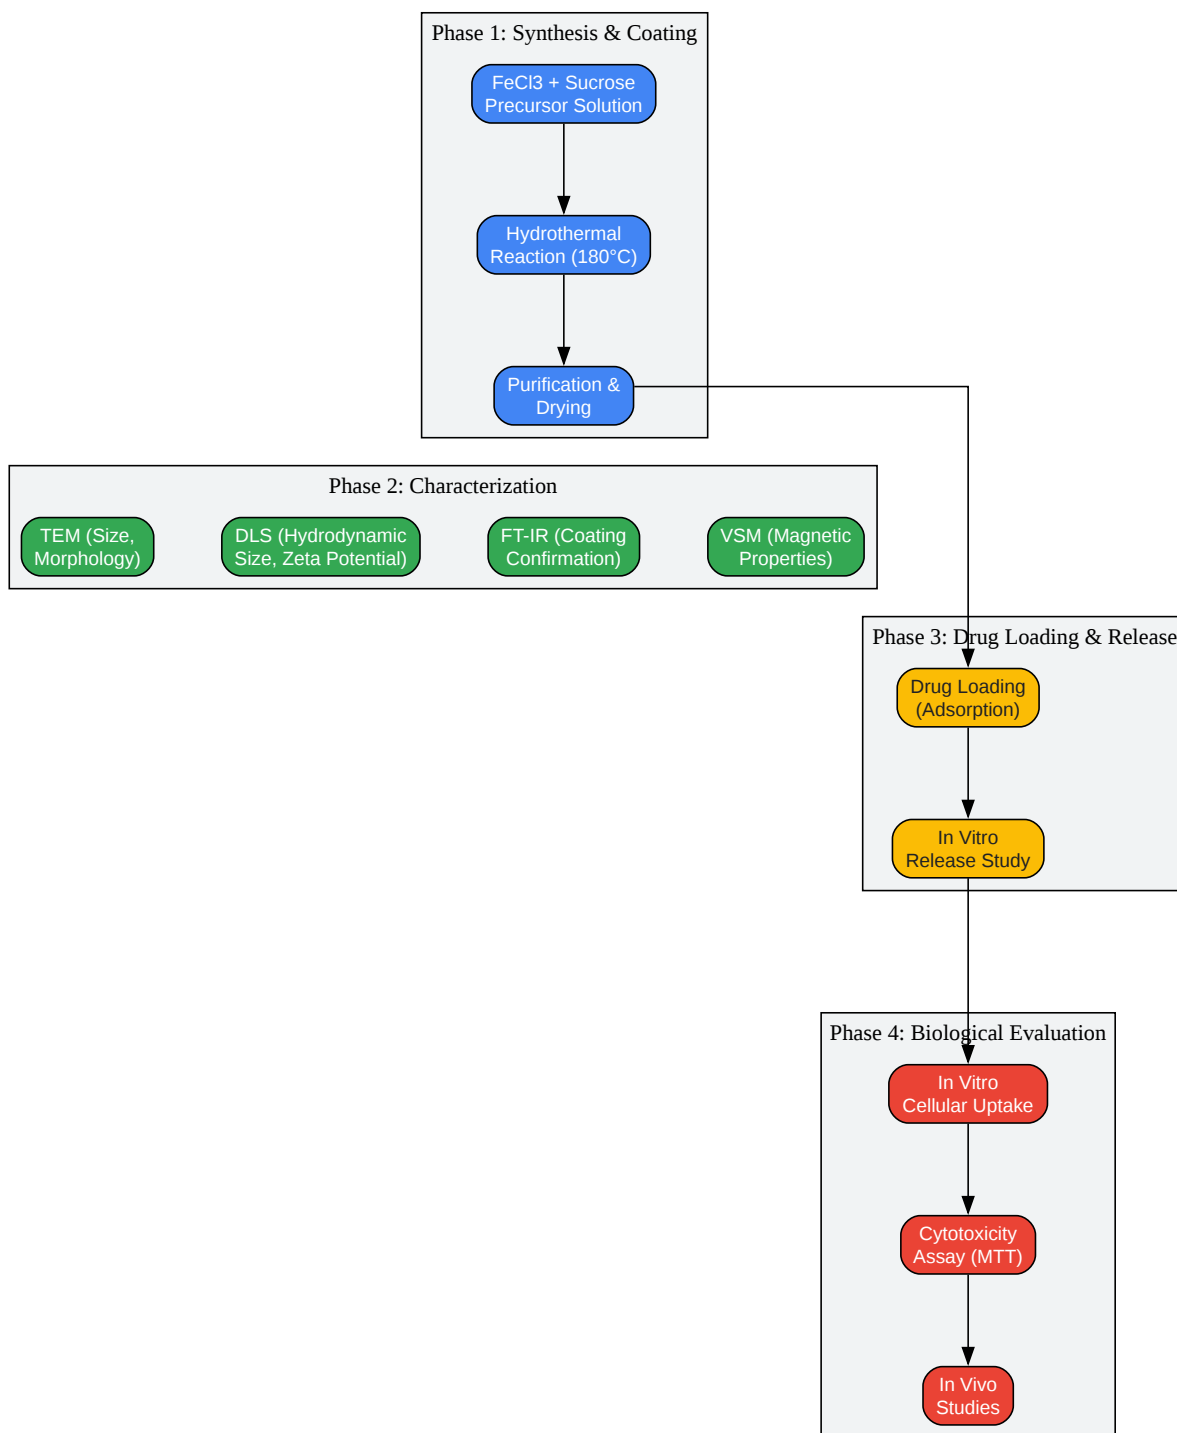 Phase 1: Synthesis & Coating
FeCl3 + Sucrose
Precursor Solution
Hydrothermal
Reaction (180°C)
Purification &
Drying
Phase 2: Characterization
TEM (Size,
Morphology)
DLS (Hydrodynamic
Size, Zeta Potential)
FT-IR (Coating
Confirmation)
VSM (Magnetic
Properties)
Phase 3: Drug Loading & Release
Drug Loading
(Adsorption)
In Vitro
Release Study
Phase 4: Biological Evaluation
In Vitro
Cellular Uptake
Cytotoxicity
Assay (MTT)
In Vivo
Studies